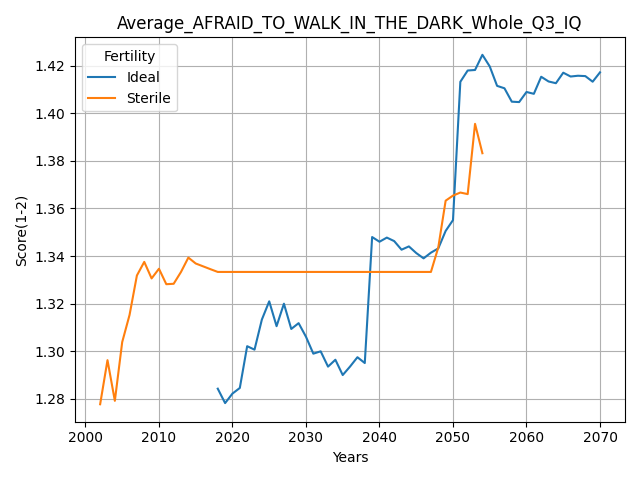 Average_AFRAID_TO_WALK_IN_THE_DARK_Whole_Q3_IQ
Fertility
Ideal
Sterile
Score(1-2)
1.42
1.40
1.38
1.36
1.34
1.32
1.30
1.28
2000 2010 2020 2030 2040 2050 2060 2070
Years